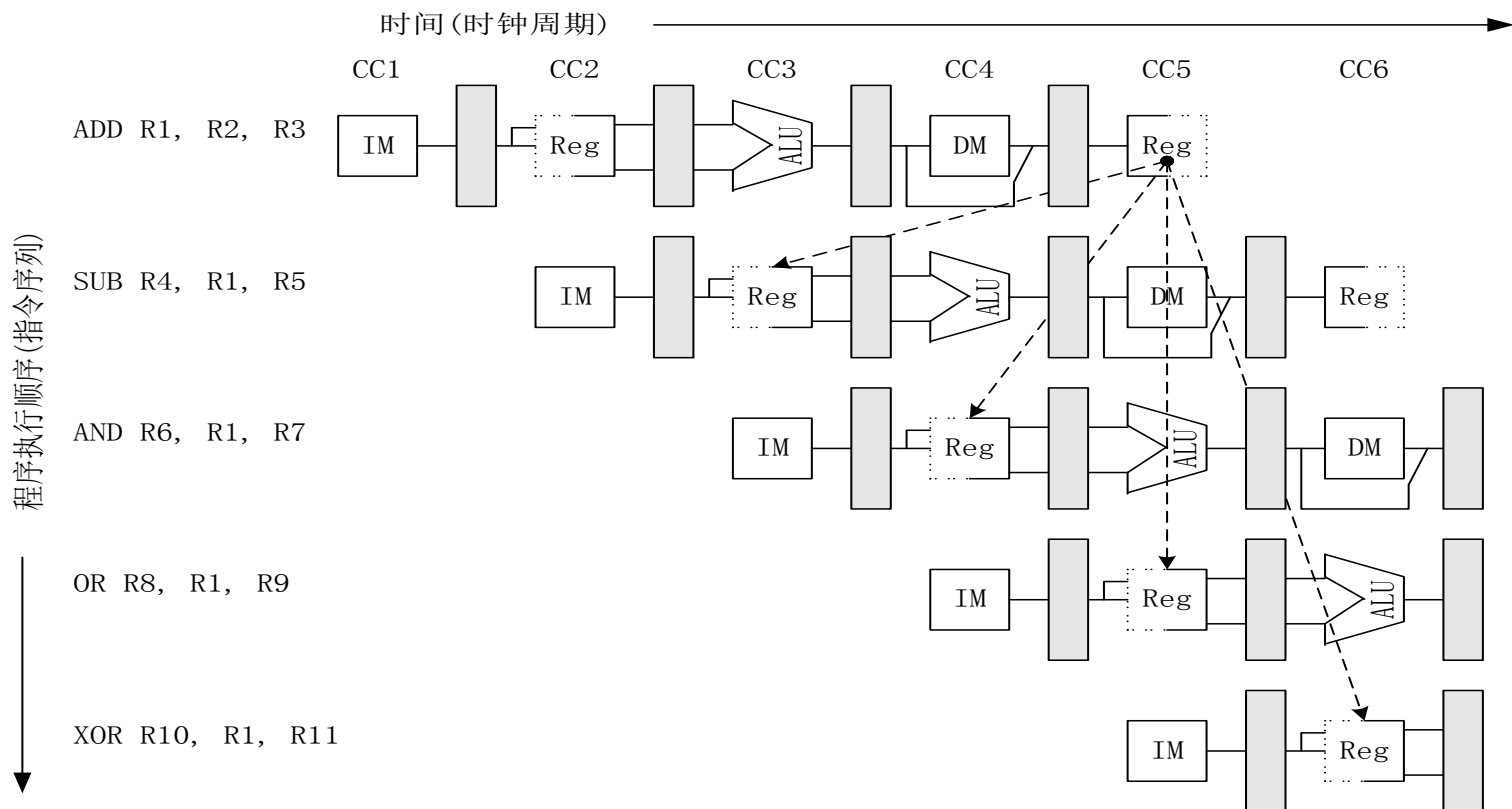 时间(时钟周期)
CC1 CC2 CC3 CC4 CC5 CC6
ADD R1, R2, R3
IM Reg ALU DM Reg
程序执行顺序(指令序列)
SUB R4, R1, R5
IM Reg ALU DM Reg
AND R6, R1, R7
IM Reg ALU DM
OR R8, R1, R9
IM Reg ALU
XOR R10, R1, R11
IM Reg